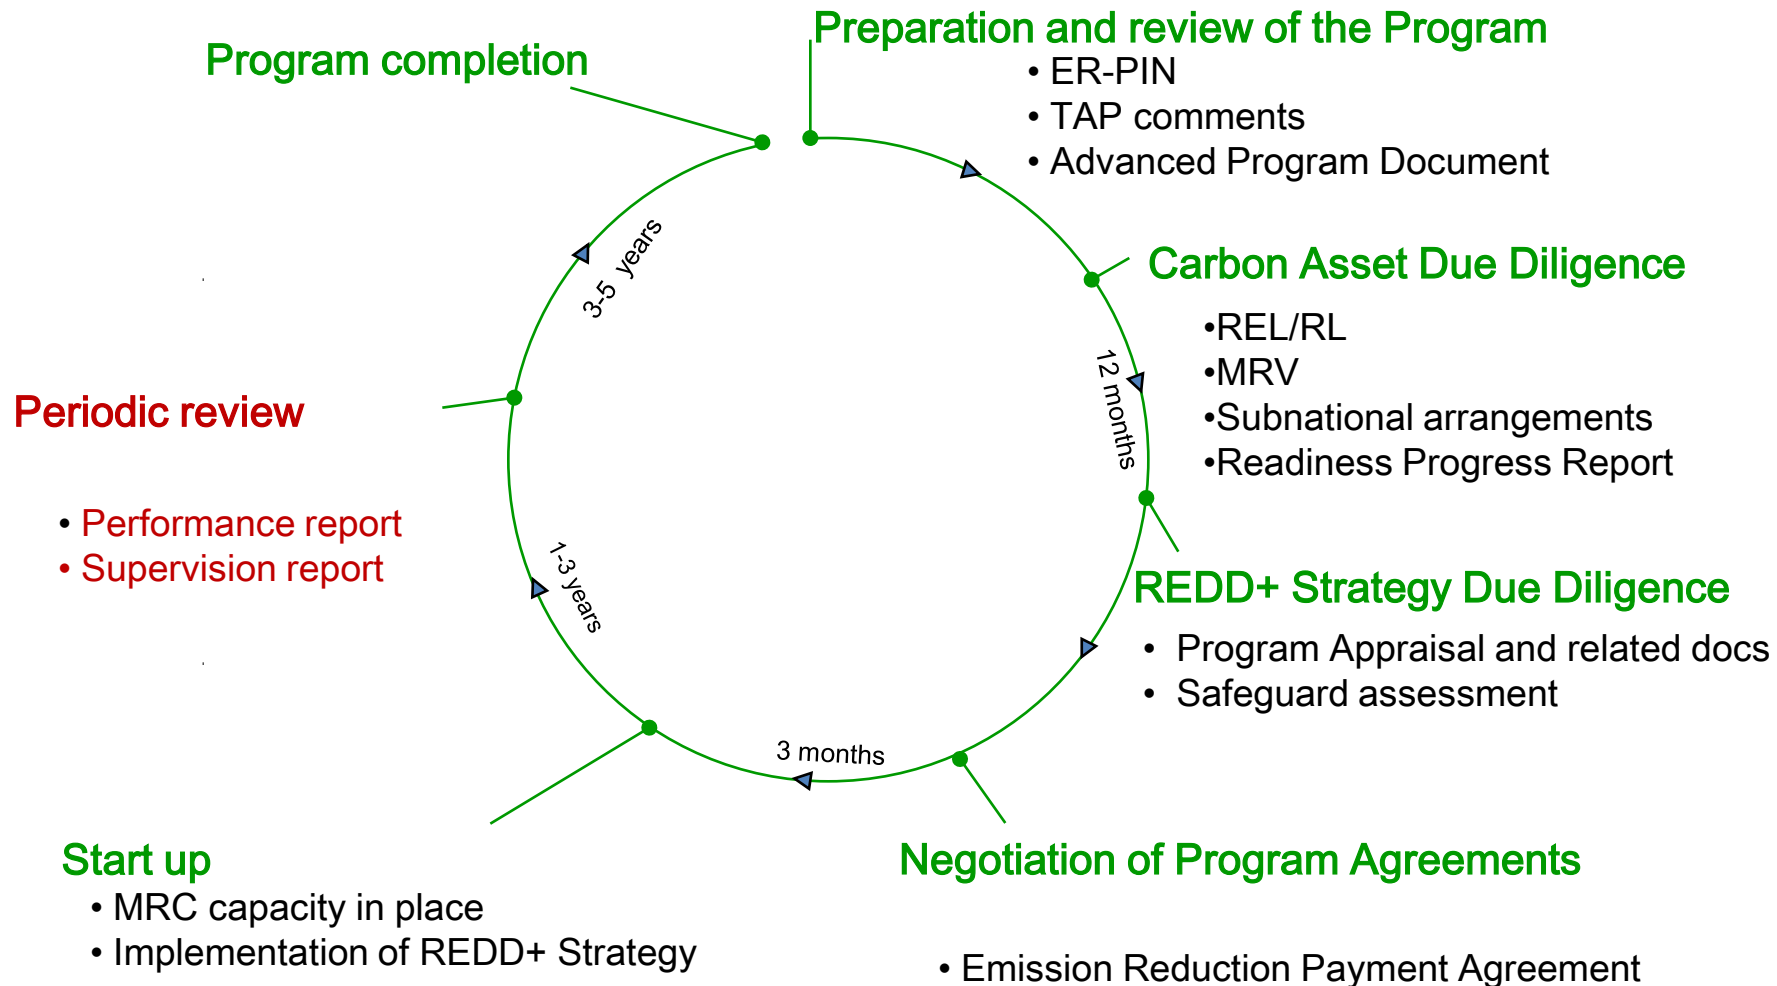 Preparation and review of the Program
• ER-PIN
• TAP comments
• Advanced Program Document
Program completion
Carbon Asset Due Diligence
•REL/RL
•MRV
•Subnational arrangements
•Readiness Progress Report
12 months
REDD+ Strategy Due Diligence
• Program Appraisal and related docs
• Safeguard assessment
Negotiation of Program Agreements
• Emission Reduction Payment Agreement
3 months
Start up
• MRC capacity in place
• Implementation of REDD+ Strategy
1-3 years
Periodic review
• Performance report
• Supervision report
3-5 years